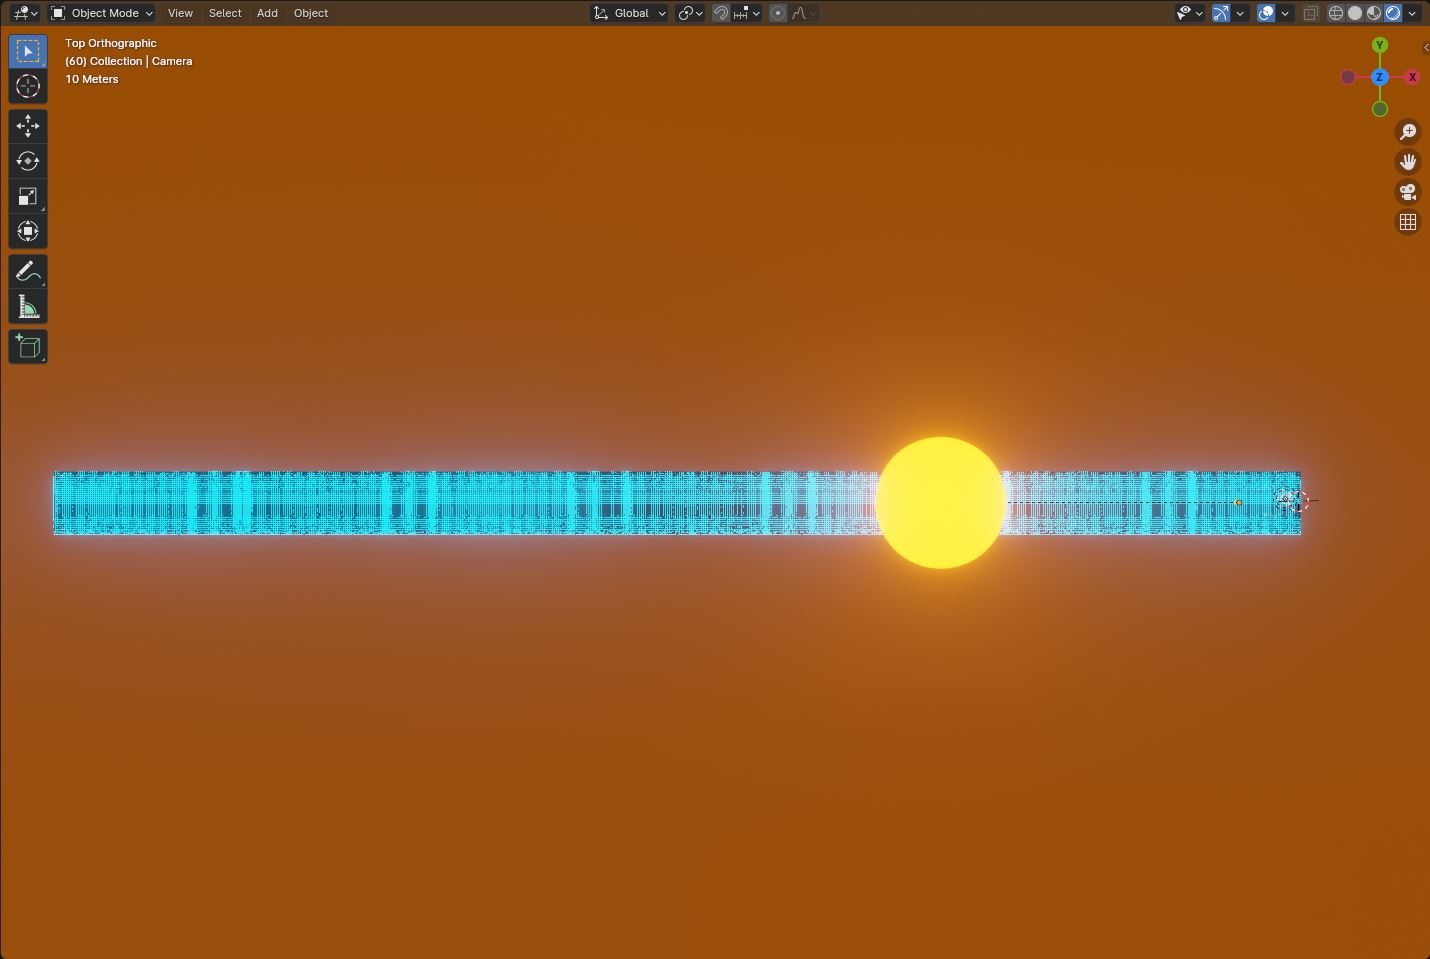 Object Mode View Select Add Object Global
Top Orthographic
(60) Collection | Camera
10 Meters
Y
Z X